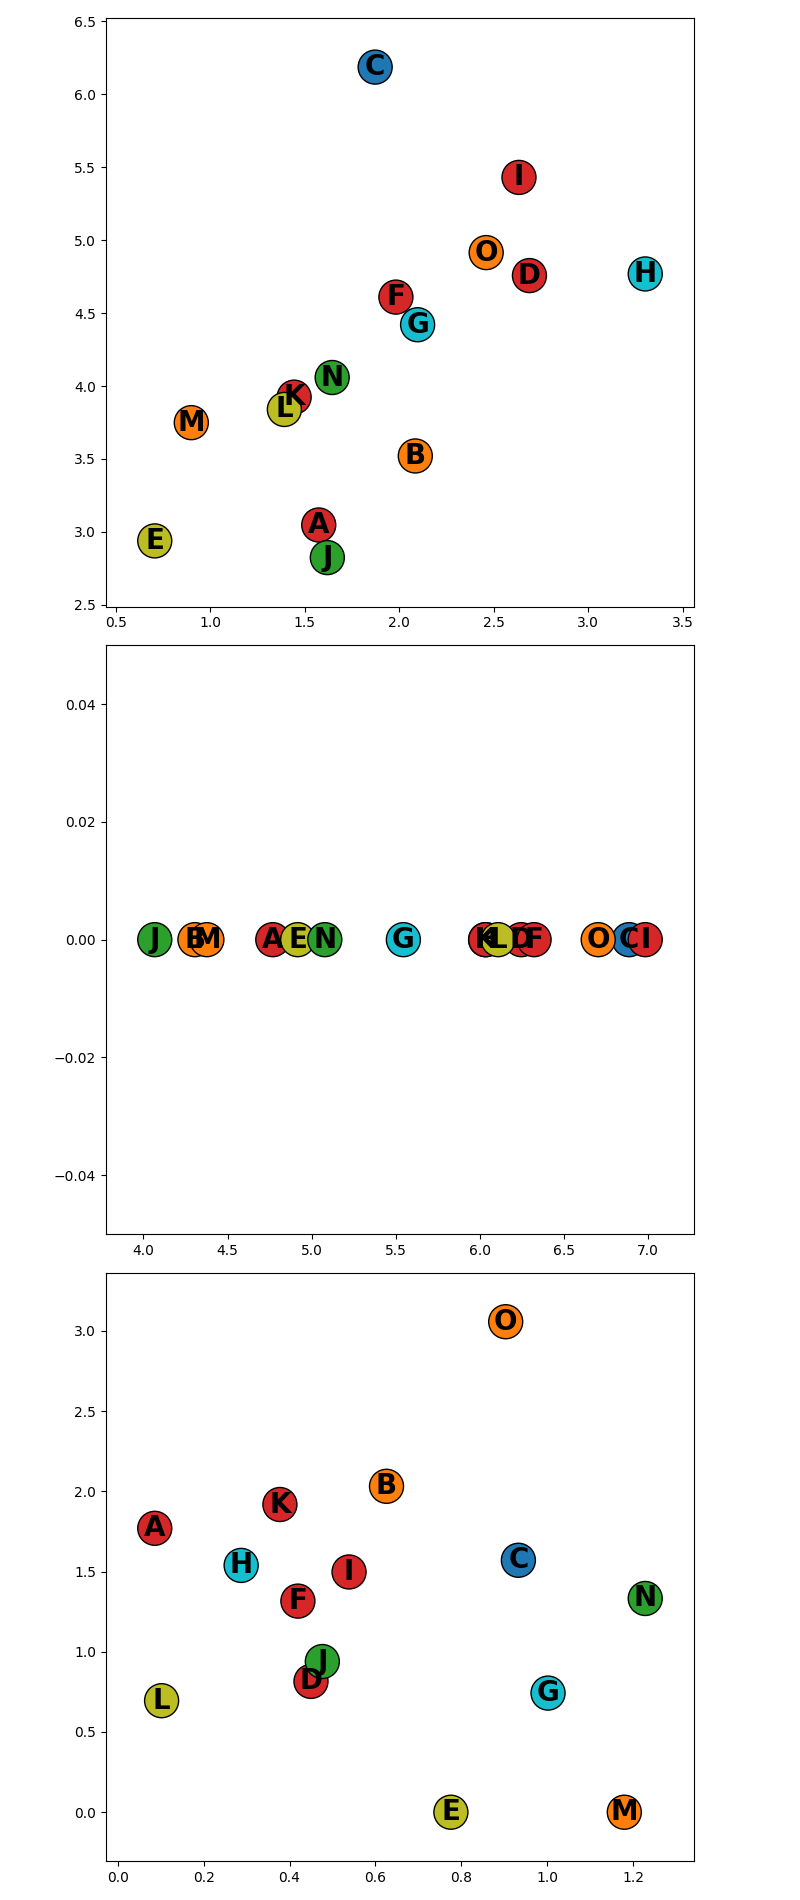 6.5
C
6.0
5.5
I
5.0
O
D
H
F
4.5
G
N
4.0
K
L
M
3.5
B
3.0
A
E
J
2.5
0.5 1.0 1.5 2.0 2.5 3.0 3.5
0.04
0.02
0.00
J B M A E N G K L D F O C I
−0.02
−0.04
4.0 4.5 5.0 5.5 6.0 6.5 7.0
3.0
O
2.5
2.0
B
K
A
1.5
H
I
C
F
N
1.0
J
D
G
L
0.5
0.0
E
M
0.0 0.2 0.4 0.6 0.8 1.0 1.2